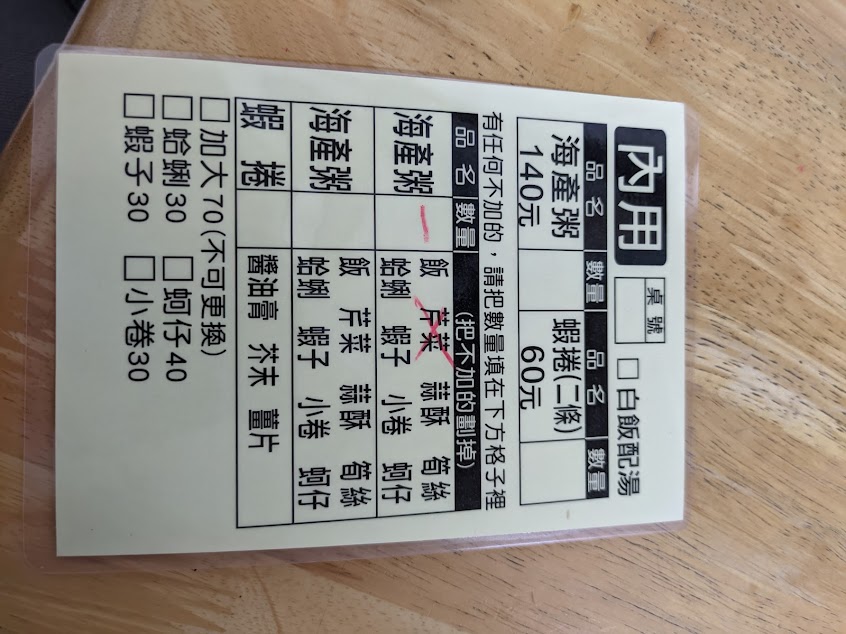 內用 桌號 □白飯配湯
品名 數量 品名 數量
海產粥 140元 蝦捲(二條) 60元
有任何不加的，請把數量填在下方格子裡
品名 數量 (把不加的劃掉)
海產粥 一 飯 芹菜 蒜酥 筍絲
蛤蜊 蝦子 小卷 蚵仔
海產粥 飯 芹菜 蒜酥 筍絲
蛤蜊 蝦子 小卷 蚵仔
蝦捲 醬油膏 芥末 薑片
□加大70(不可更換)
□蛤蜊30 □蚵仔40
□蝦子30 □小卷30